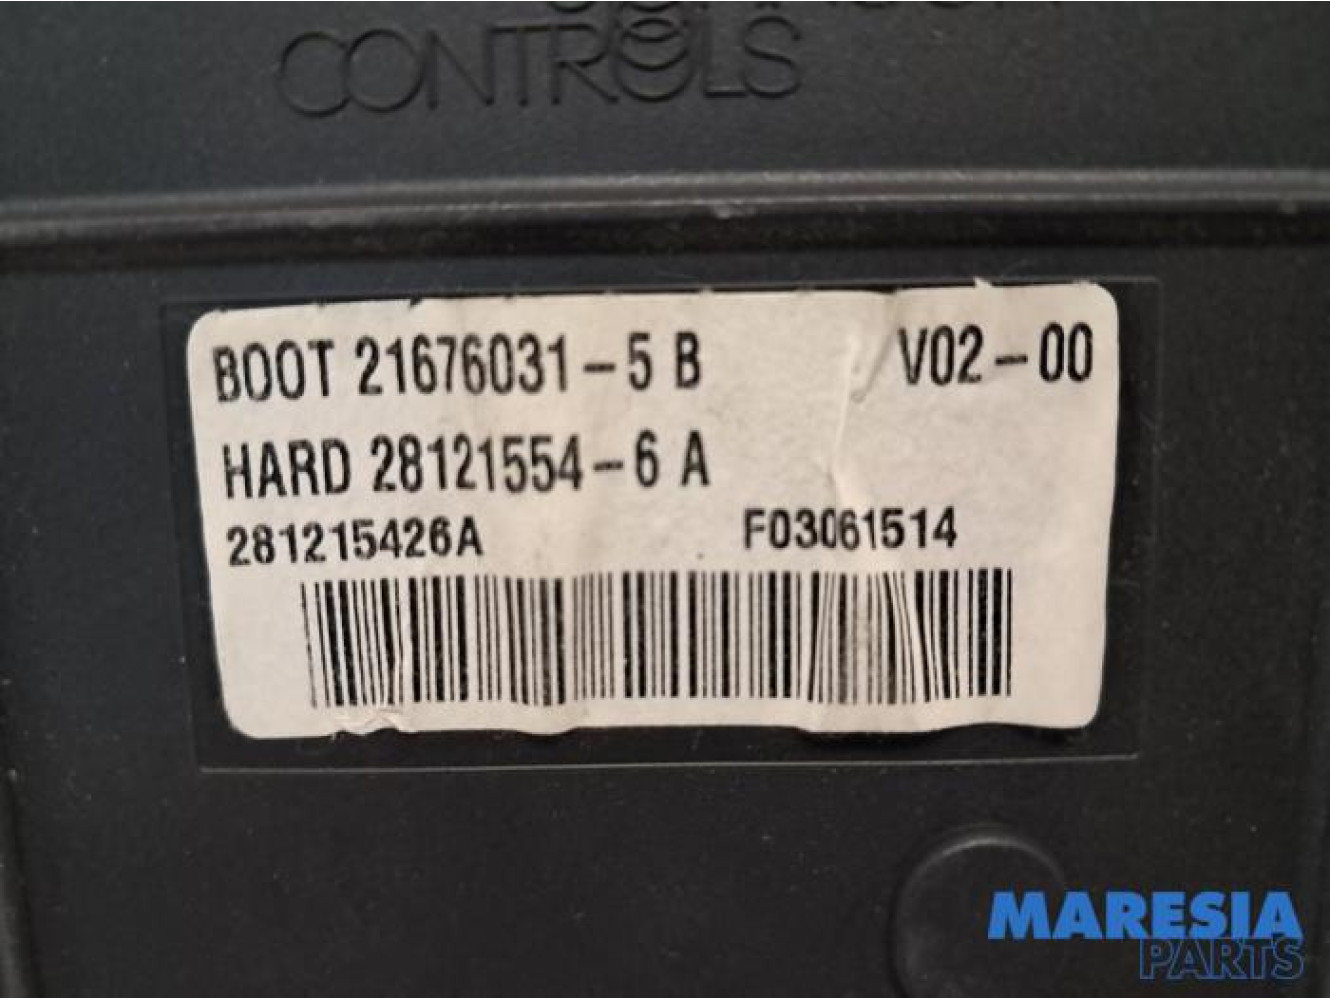 CONTROLS
BOOT 21676031-5 B V02-00
HARD 28121554-6 A
281215426A F03061514
MARESIA
PARTS